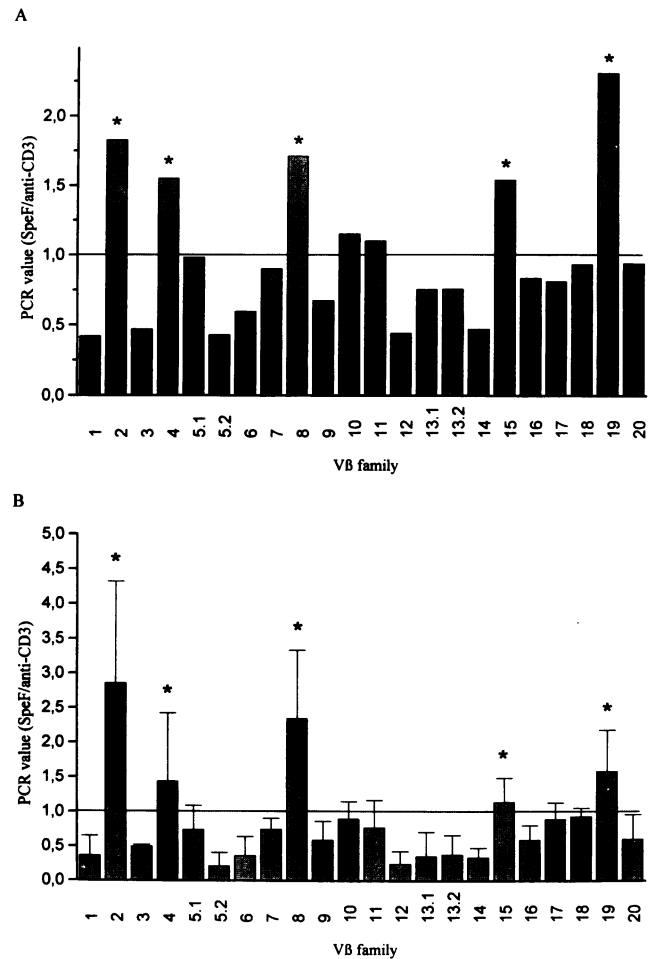 A
PCR value (SpeF/anti-CD3)
2,0
1,5
1,0
0,5
0,0
* * * * *
1 2 3 4 5.1 5.2 6 7 8 9 10 11 12 13.1 13.2 14 15 16 17 18 19 20
Vß family
B
PCR value (SpeF/anti-CD3)
5,0
4,5
4,0
3,5
3,0
2,5
2,0
1,5
1,0
0,5
0,0
* * * * *
1 2 3 4 5.1 5.2 6 7 8 9 10 11 12 13.1 13.2 14 15 16 17 18 19 20
Vß family